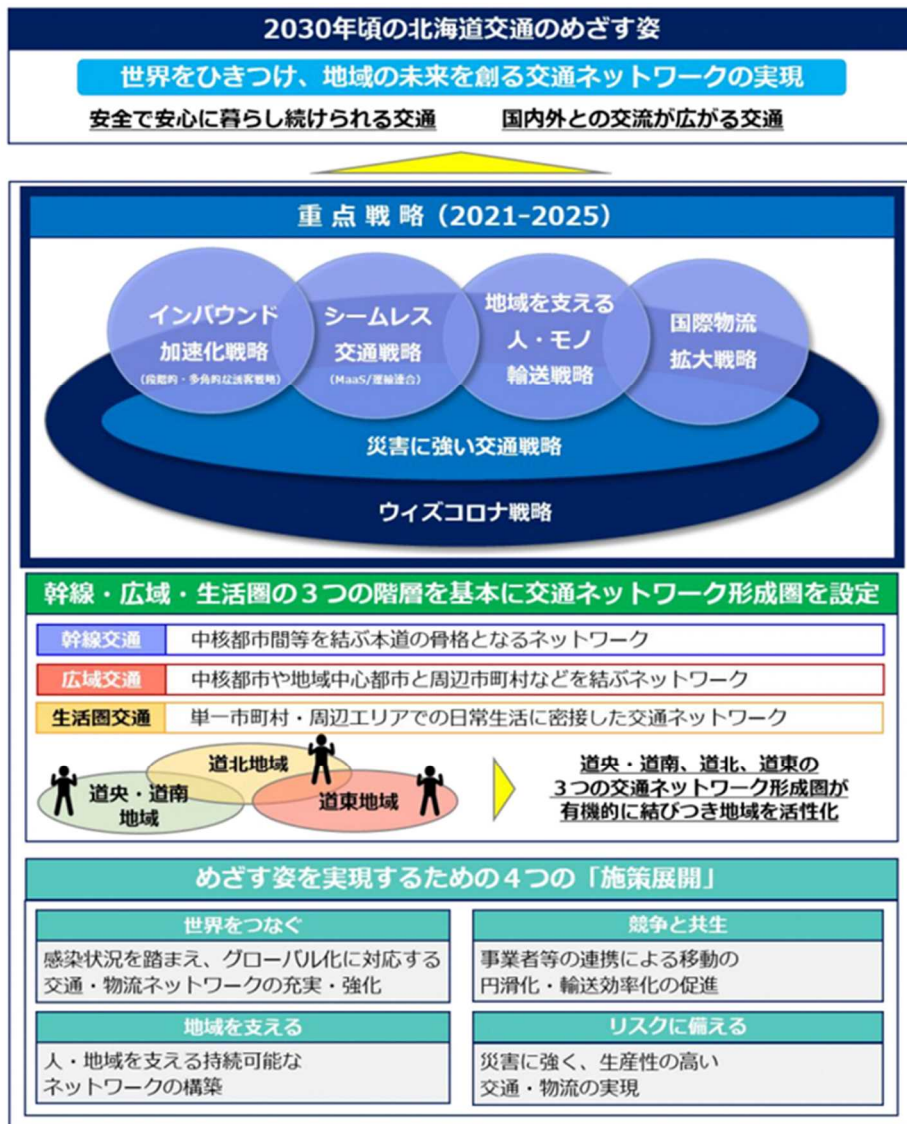 2030年頃の北海道交通のめざす姿
世界をひきつけ、地域の未来を創る交通ネットワークの実現
安全で安心に暮らし続けられる交通
国内外との交流が広がる交通
重点戦略（2021-2025）
インバウンド
加速化戦略
（段階的・多角的な誘客戦略）
シームレス
交通戦略
（MaaS/運輸連合）
地域を支える
人・モノ
輸送戦略
国際物流
拡大戦略
災害に強い交通戦略
ウィズコロナ戦略
幹線・広域・生活圏の３つの階層を基本に交通ネットワーク形成圏を設定
幹線交通
中核都市間等を結ぶ本道の骨格となるネットワーク
広域交通
中核都市や地域中心都市と周辺市町村などを結ぶネットワーク
生活圏交通
単一市町村・周辺エリアでの日常生活に密接した交通ネットワーク
道北地域
道央・道南
地域
道東地域
道央・道南、道北、道東の
３つの交通ネットワーク形成圏が
有機的に結びつき地域を活性化
めざす姿を実現するための４つの「施策展開」
世界をつなぐ
感染状況を踏まえ、グローバル化に対応する
交通・物流ネットワークの充実・強化
競争と共生
事業者等の連携による移動の
円滑化・輸送効率化の促進
地域を支える
人・地域を支える持続可能な
ネットワークの構築
リスクに備える
災害に強く、生産性の高い
交通・物流の実現